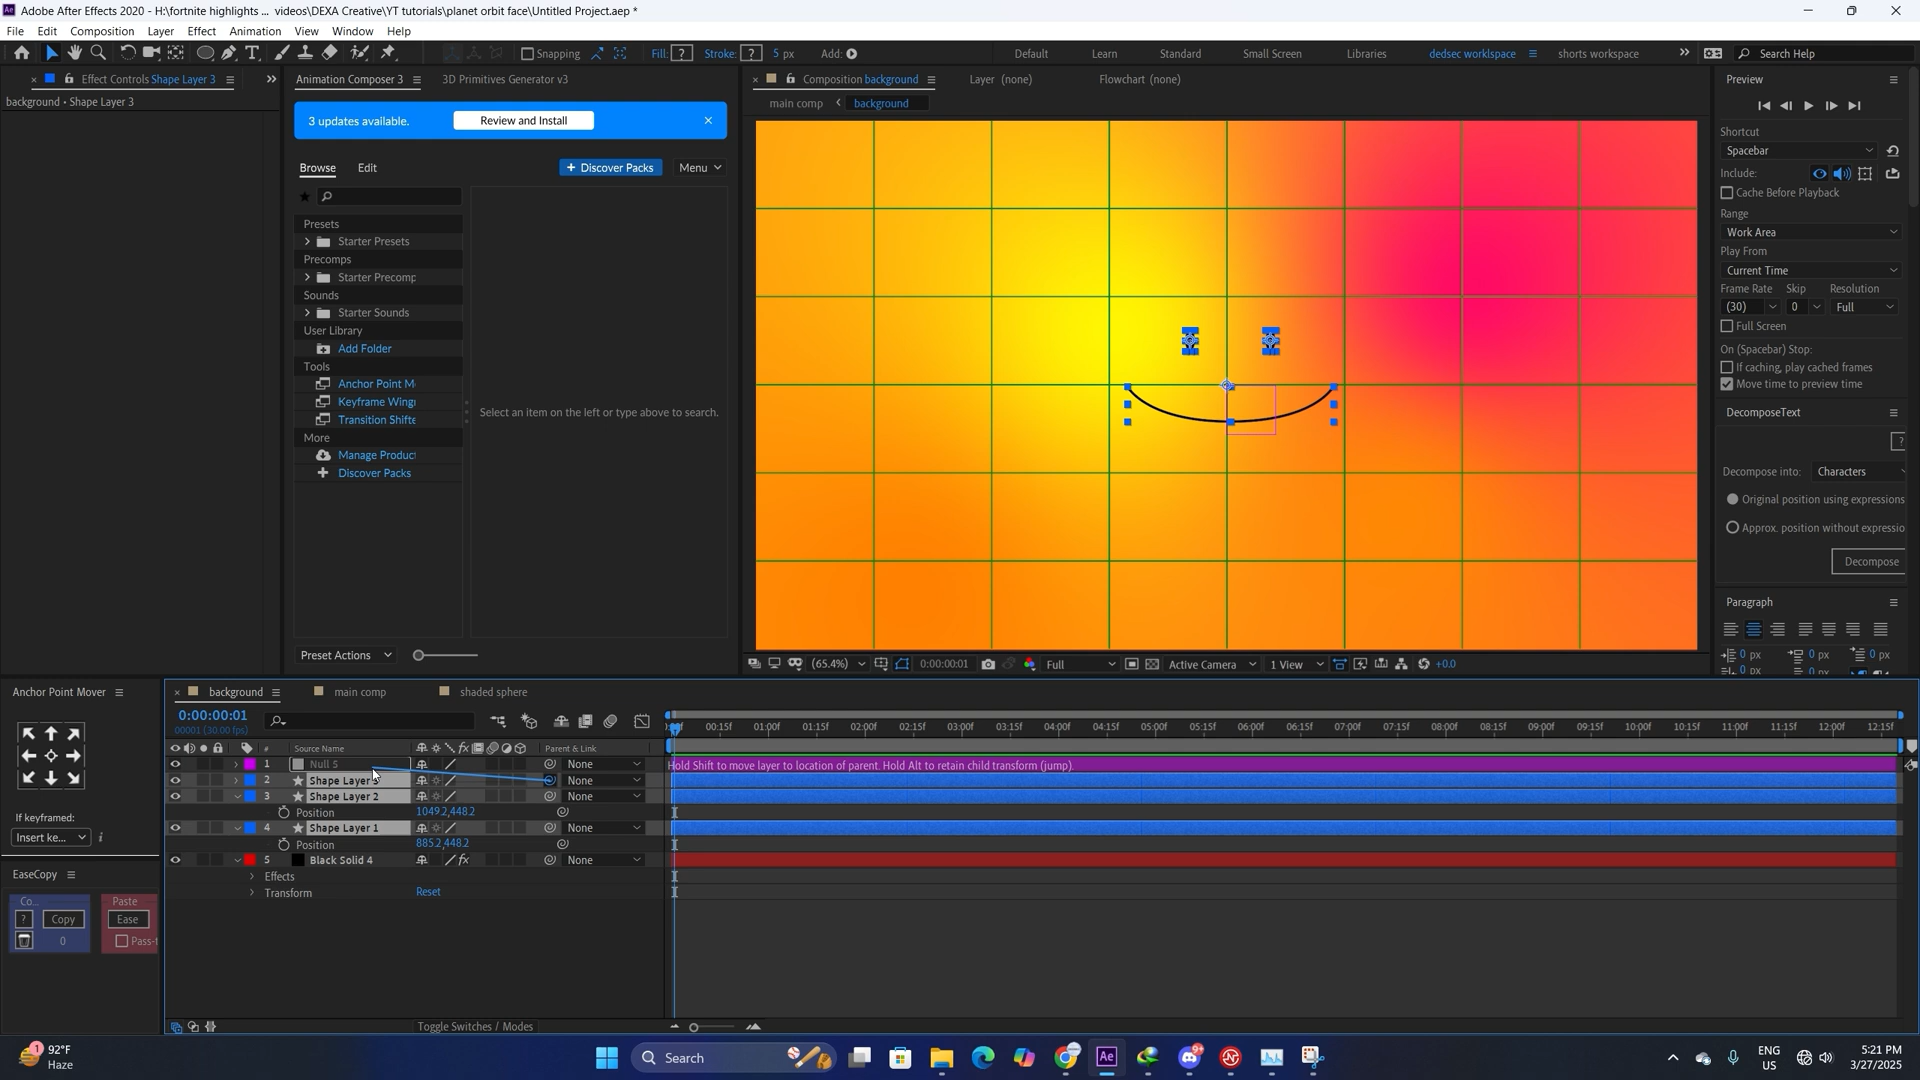 Adobe After Effects 2020 - H:\fortnite highlights ... videos\DEXA Creative\YT tutorials\planet orbit face\Untitled Project.aep *
File Edit Composition Layer Effect Animation View Window Help
Snapping Fill: ? Stroke: ? 5 px Add: Default Learn Standard Small Screen Libraries dedsec worklspace shorts workspace Search Help
Effect Controls Shape Layer 3
background • Shape Layer 3
Animation Composer 3 3D Primitives Generator v3
3 updates available. Review and Install
Browse Edit + Discover Packs Menu
Presets
Starter Presets
Precomps
Starter Precomp
Sounds
Starter Sounds
User Library
Add Folder
Tools
Anchor Point M
Keyframe Wing
Transition Shifte
More
Manage Product
Discover Packs
Select an item on the left or type above to search.
Preset Actions
Composition background Layer (none) Flowchart (none)
main comp background
(65.4%) 0:00:00:01 Full Active Camera 1 View +0.0
Preview
Shortcut
Spacebar
Include:
Cache Before Playback
Range
Work Area
Play From
Current Time
Frame Rate Skip Resolution
(30) 0 Full
Full Screen
On (Spacebar) Stop:
If caching, play cached frames
Move time to preview time
DecomposeText
?
Decompose into: Characters
Original position using expressions
Approx. position without expressio
Decompose
Paragraph
0 px 0 px 0 px
0 px 0 px
Anchor Point Mover
If keyframed:
Insert ke... i
EaseCopy
Co... Paste
? Copy Ease
0 Pass-t
background main comp shaded sphere
0:00:00:01
00001 (30.00 fps)
# Source Name Parent & Link
00:15f 01:00f 01:15f 02:00f 02:15f 03:00f 03:15f 04:00f 04:15f 05:00f 05:15f 06:00f 06:15f 07:00f 07:15f 08:00f 08:15f 09:00f 09:15f 10:00f 10:15f 11:00f 11:15f 12:00f 12:15f
1 Null 5 None
Hold Shift to move layer to location of parent. Hold Alt to retain child transform (jump).
2 Shape Layer 3 None
3 Shape Layer 2 None
Position 1049.2,448.2
4 Shape Layer 1 None
Position 885.2,448.2
5 Black Solid 4 None
Effects
Transform Reset
Toggle Switches / Modes
1
92°F
Haze
Search
Ae
9+
ENG
US
5:21 PM
3/27/2025